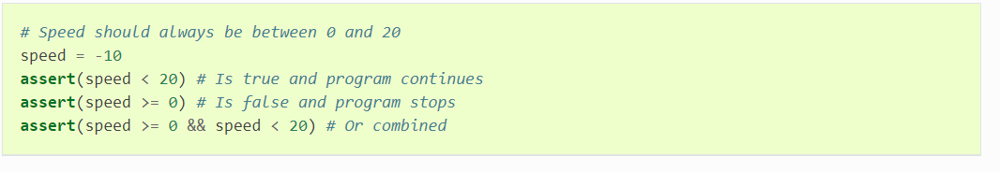 # Speed should always be between 0 and 20
speed = -10
assert(speed < 20) # Is true and program continues
assert(speed >= 0) # Is false and program stops
assert(speed >= 0 && speed < 20) # Or combined